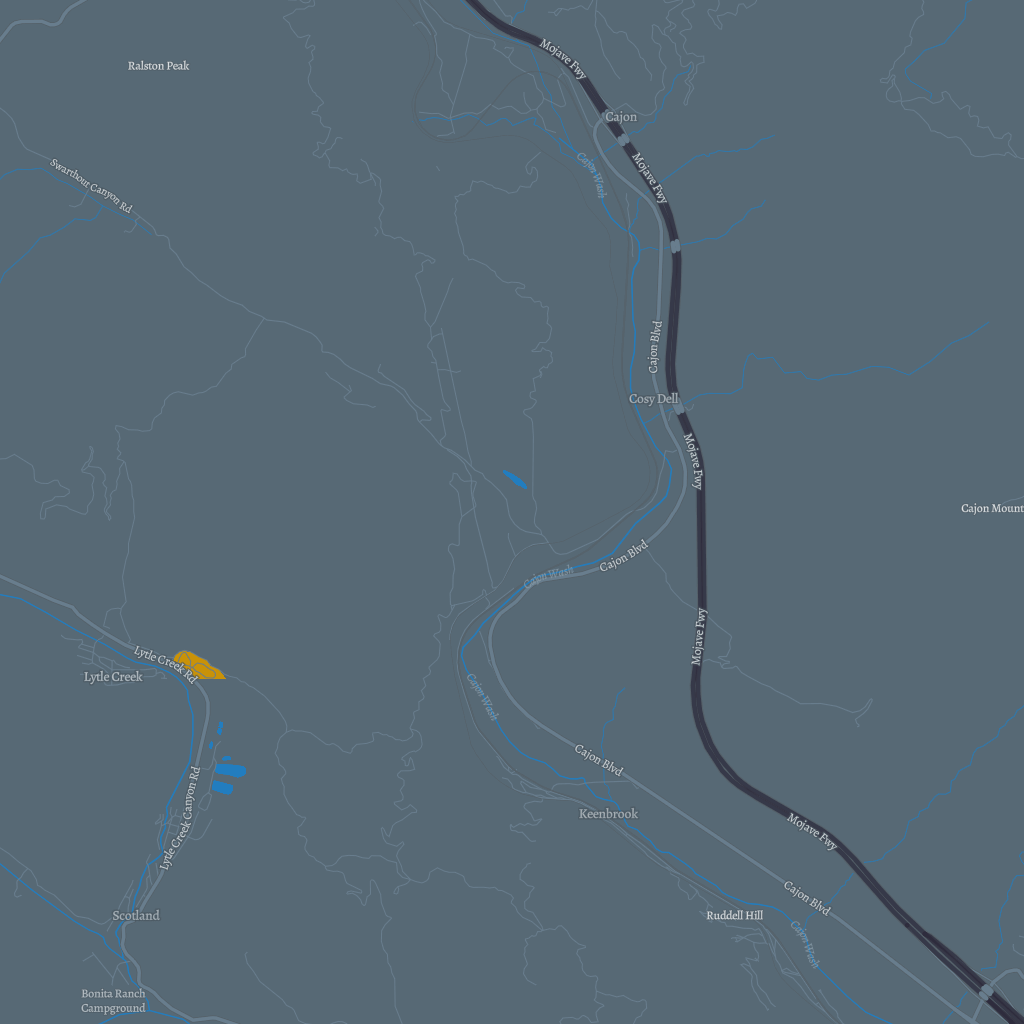 Mojave Fwy
Ralston Peak
Cajon
Swarthour Canyon Rd
Cajon Wash
Mojave Fwy
Cajon Blvd
Cosy Dell
Mojave Fwy
Cajon Mount
Cajon Blvd
Cajon Wash
Mojave Fwy
Lytle Creek Rd
Lytle Creek
Cajon Wash
Cajon Blvd
Lytle Creek Canyon Rd
Keenbrook
Mojave Fwy
Cajon Blvd
Scotland
Ruddell Hill
Cajon Wash
Bonita Ranch
Campground